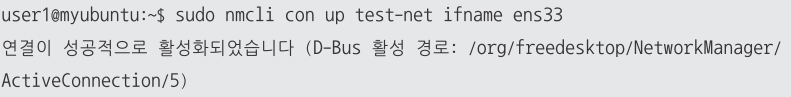 user1@myubuntu:~$ sudo nmcli con up test-net ifname ens33
연결이 성공적으로 활성화되었습니다 (D-Bus 활성 경로: /org/freedesktop/NetworkManager/
ActiveConnection/5)